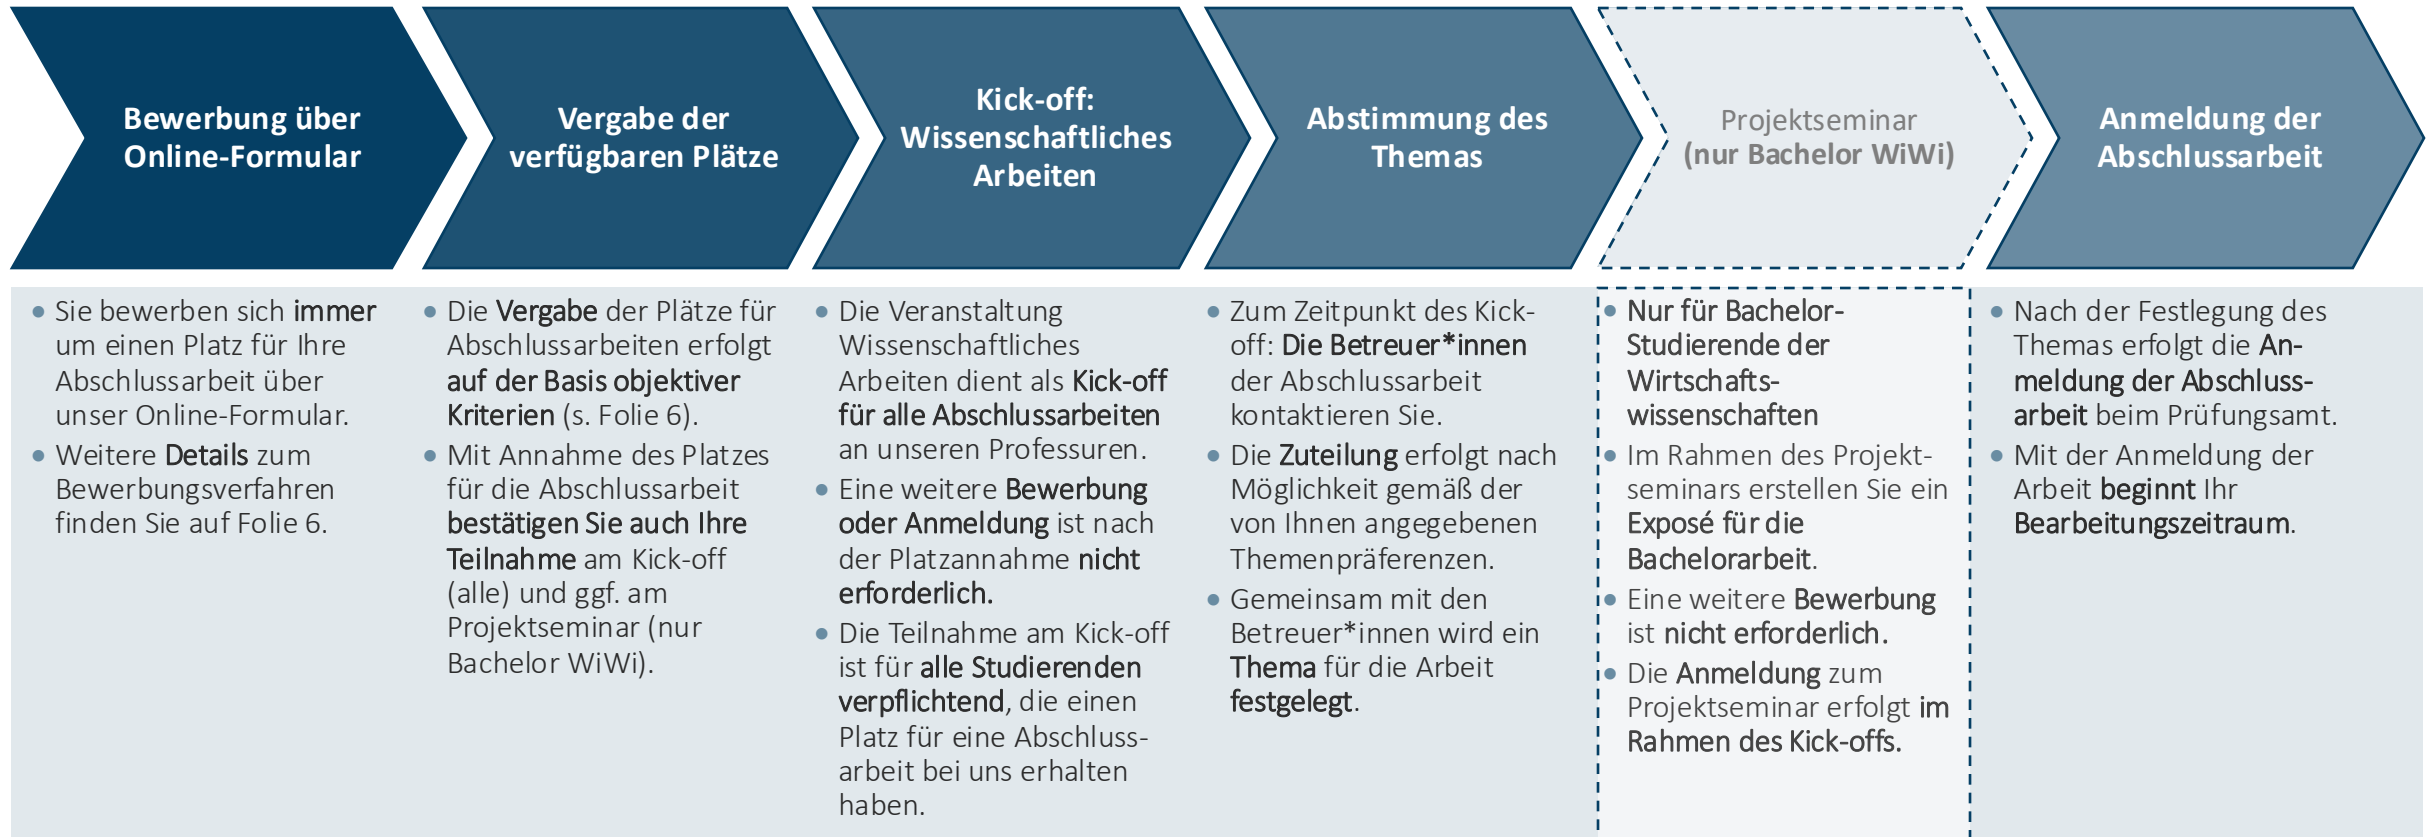 Bewerbung über
Online-Formular
Vergabe der
verfügbaren Plätze
Kick-off:
Wissenschaftliches
Arbeiten
Abstimmung des
Themas
Projektseminar
(nur Bachelor WiWi)
Anmeldung der
Abschlussarbeit
• Sie bewerben sich immer
um einen Platz für Ihre
Abschlussarbeit über
unser Online-Formular.
• Weitere Details zum
Bewerbungsverfahren
finden Sie auf Folie 6.
• Die Vergabe der Plätze für
Abschlussarbeiten erfolgt
auf der Basis objektiver
Kriterien (s. Folie 6).
• Mit Annahme des Platzes
für die Abschlussarbeit
bestätigen Sie auch Ihre
Teilnahme am Kick-off
(alle) und ggf. am
Projektseminar (nur
Bachelor WiWi).
• Die Veranstaltung
Wissenschaftliches
Arbeiten dient als Kick-off
für alle Abschlussarbeiten
an unseren Professuren.
• Eine weitere Bewerbung
oder Anmeldung ist nach
der Platzannahme nicht
erforderlich.
• Die Teilnahme am Kick-off
ist für alle Studierenden
verpflichtend, die einen
Platz für eine Abschluss-
arbeit bei uns erhalten
haben.
• Zum Zeitpunkt des Kick-
off: Die Betreuer*innen
der Abschlussarbeit
kontaktieren Sie.
• Die Zuteilung erfolgt nach
Möglichkeit gemäß der
von Ihnen angegebenen
Themenpräferenzen.
• Gemeinsam mit den
Betreuer*innen wird ein
Thema für die Arbeit
festgelegt.
• Nur für Bachelor-
Studierende der
Wirtschafts-
wissenschaften
• Im Rahmen des Projekt-
seminars erstellen Sie ein
Exposé für die
Bachelorarbeit.
• Eine weitere Bewerbung
ist nicht erforderlich.
• Die Anmeldung zum
Projektseminar erfolgt im
Rahmen des Kick-offs.
• Nach der Festlegung des
Themas erfolgt die An-
meldung der Abschluss-
arbeit beim Prüfungsamt.
• Mit der Anmeldung der
Arbeit beginnt Ihr
Bearbeitungszeitraum.